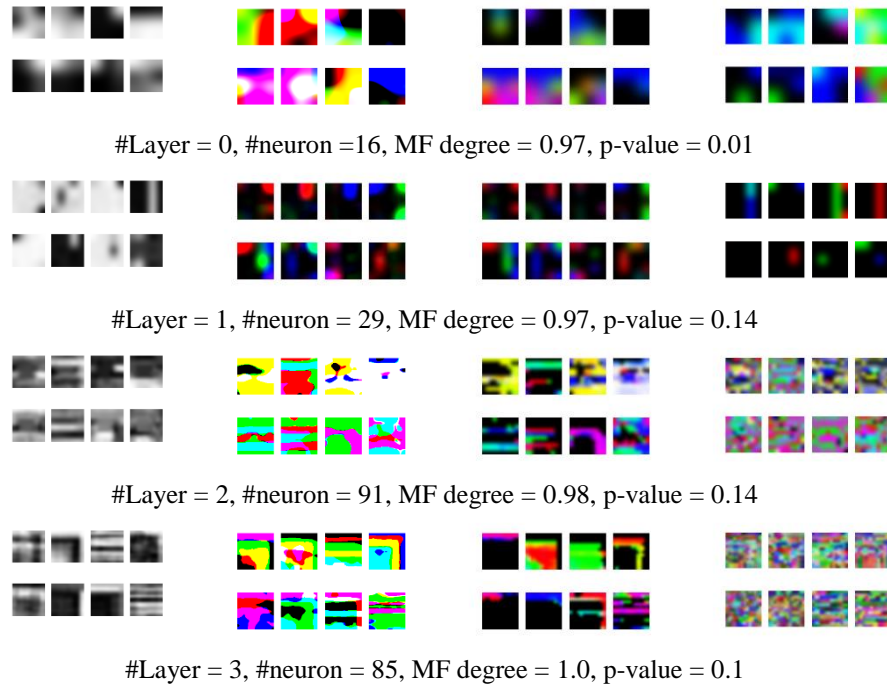 #Layer = 0, #neuron =16, MF degree = 0.97, p-value = 0.01
#Layer = 1, #neuron = 29, MF degree = 0.97, p-value = 0.14
#Layer = 2, #neuron = 91, MF degree = 0.98, p-value = 0.14
#Layer = 3, #neuron = 85, MF degree = 1.0, p-value = 0.1